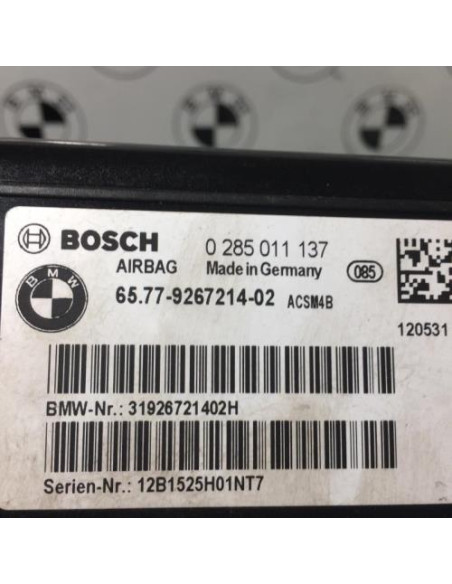 BOSCH 0 285 011 137
AIRBAG Made in Germany 085
BMW
65.77-9267214-02 ACSM4B
120531
BMW-Nr.: 31926721402H
Serien-Nr.: 12B1525H01NT7